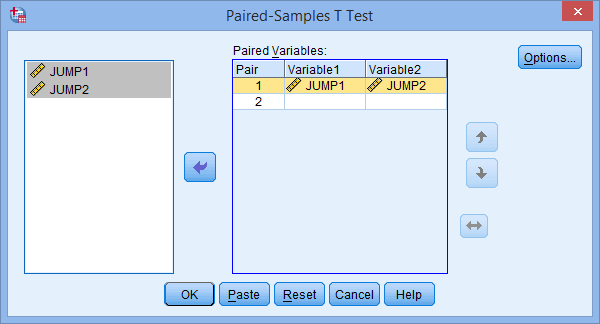 Paired-Samples T Test
JUMP1
JUMP2
Paired Variables:
Pair Variable1 Variable2
1 JUMP1 JUMP2
2
Options...
OK Paste Reset Cancel Help